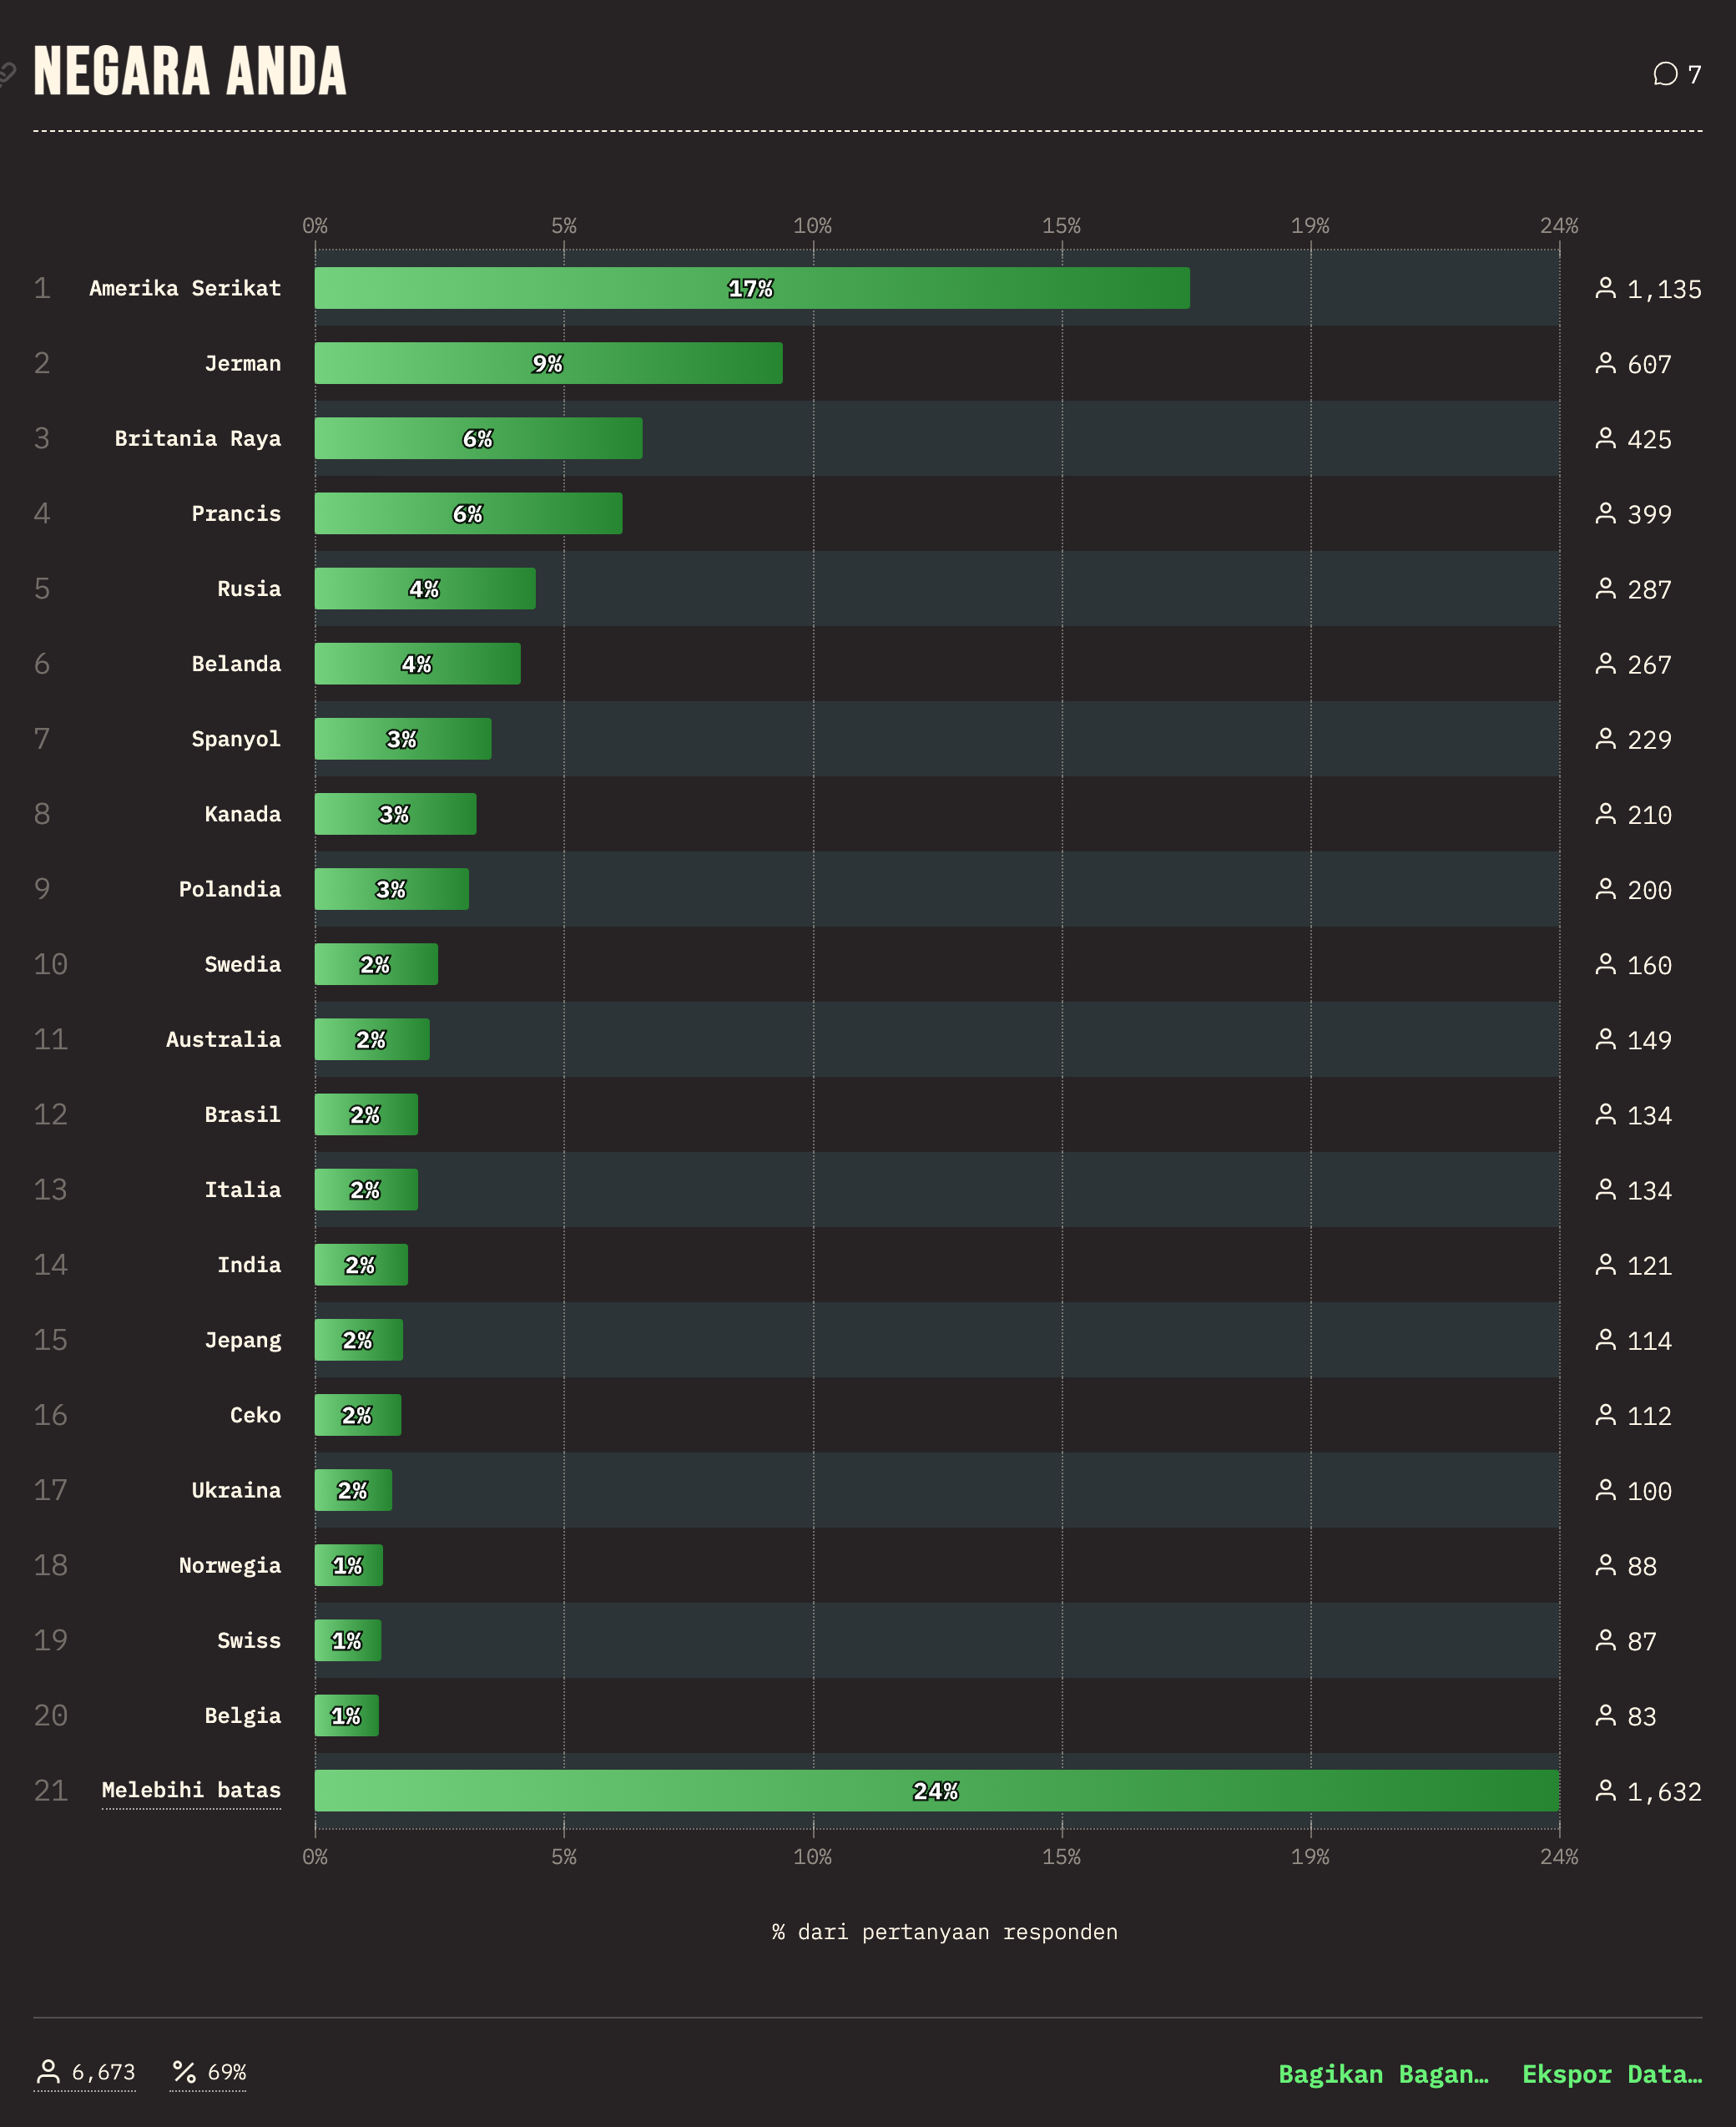 NEGARA ANDA
7
0% 5% 10% 15% 19% 24%
1 Amerika Serikat 17% 1,135
2 Jerman 9% 607
3 Britania Raya 6% 425
4 Prancis 6% 399
5 Rusia 4% 287
6 Belanda 4% 267
7 Spanyol 3% 229
8 Kanada 3% 210
9 Polandia 3% 200
10 Swedia 2% 160
11 Australia 2% 149
12 Brasil 2% 134
13 Italia 2% 134
14 India 2% 121
15 Jepang 2% 114
16 Ceko 2% 112
17 Ukraina 2% 100
18 Norwegia 1% 88
19 Swiss 1% 87
20 Belgia 1% 83
21 Melebihi batas 24% 1,632
0% 5% 10% 15% 19% 24%
% dari pertanyaan responden
6,673 % 69% Bagikan Bagan… Ekspor Data…